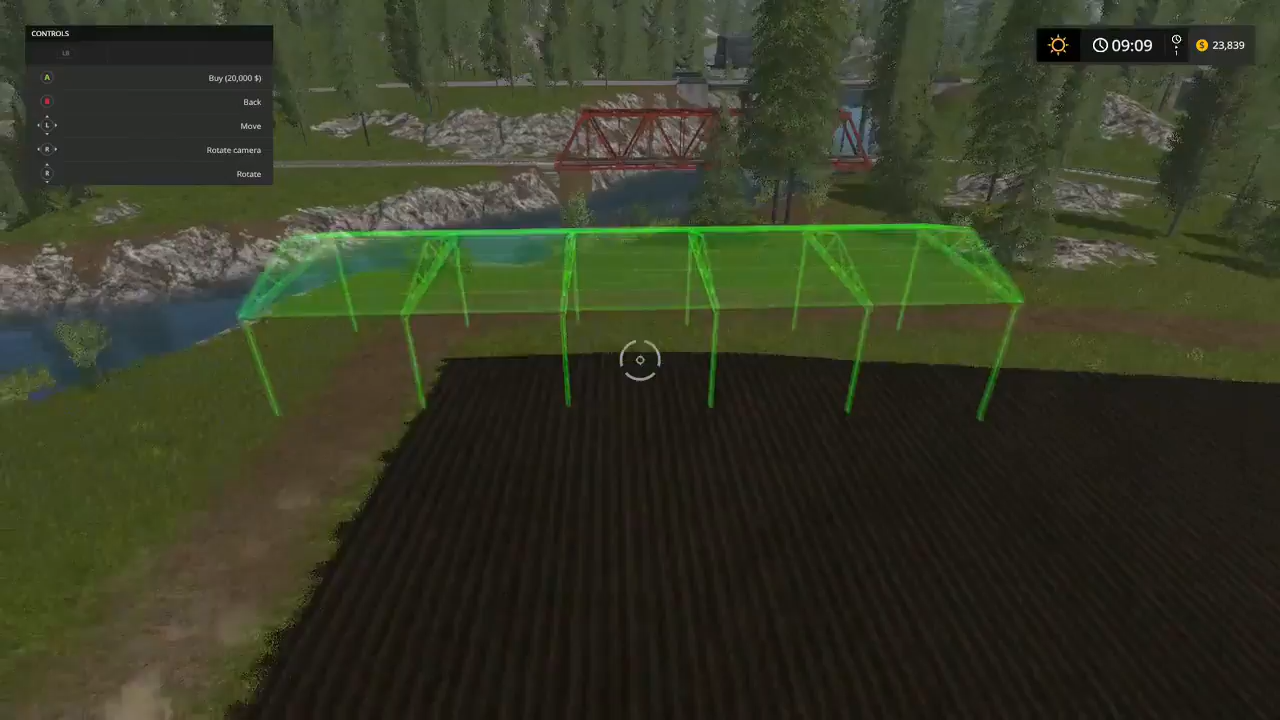 CONTROLS
LB
A Buy (20,000 $)
B Back
L Move
R Rotate camera
R Rotate
09:09
1
$ 23,839